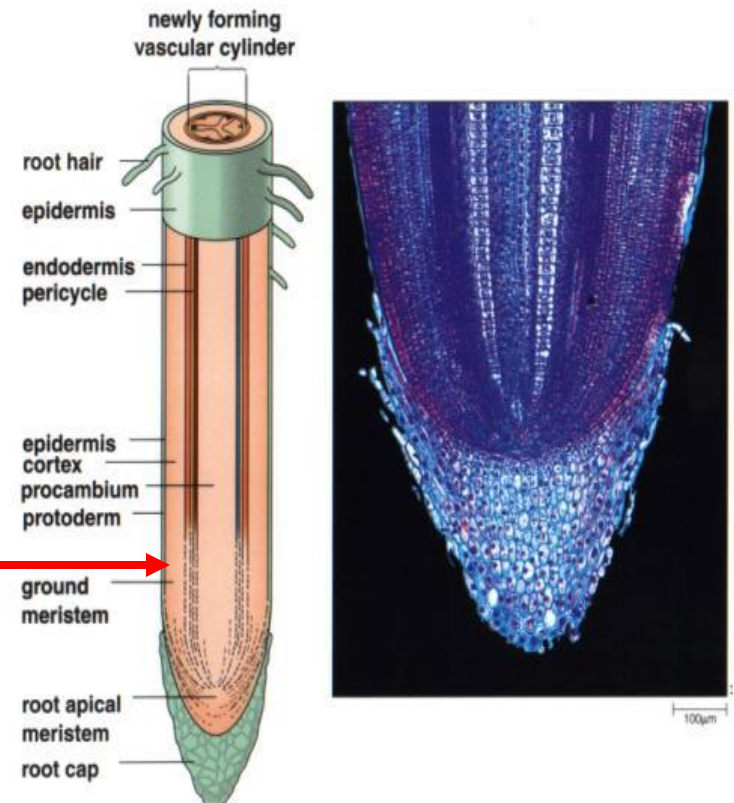 newly forming
vascular cylinder
root hair
epidermis
endodermis
pericycle
epidermis
cortex
procambium
protoderm
ground
meristem
root apical
meristem
root cap
100µm